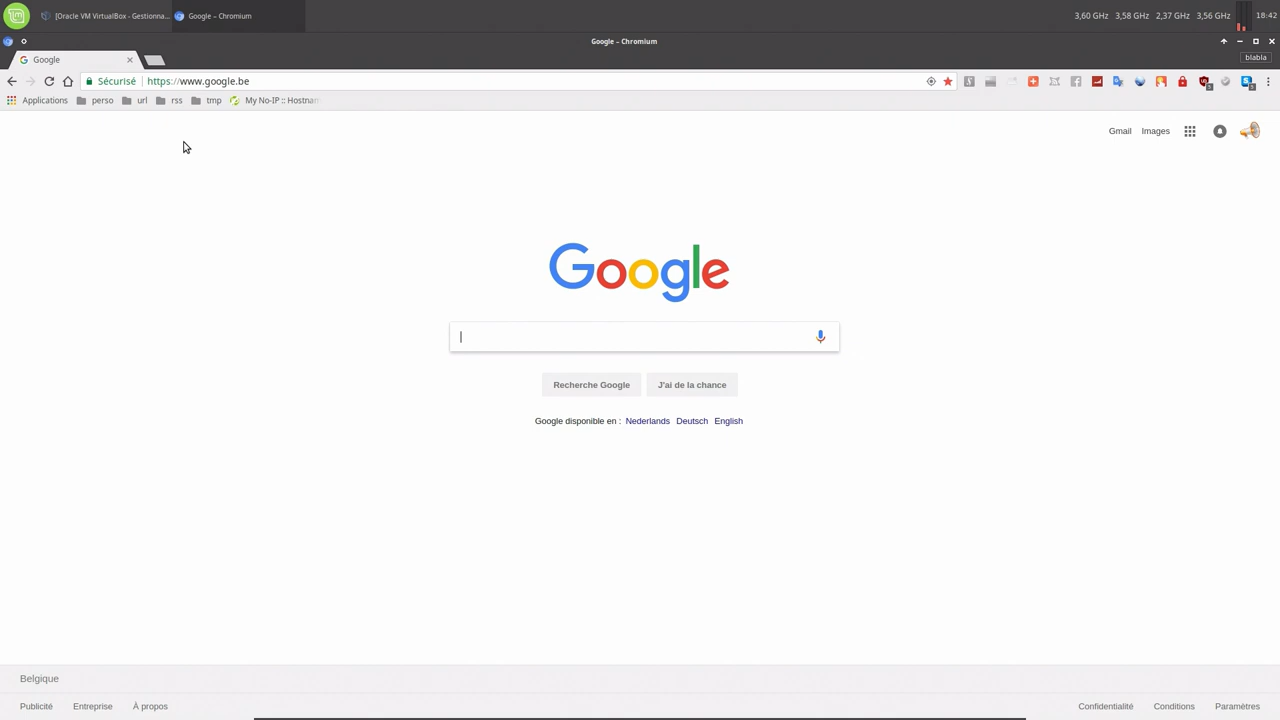 [Oracle VM VirtualBox - Gestionna... Google – Chromium 3,60 GHz 3,58 GHz 2,37 GHz 3,56 GHz 18:42
Google – Chromium
Google blabla
Sécurisé https://www.google.be
Applications perso url rss tmp My No-IP :: Hostnam
Gmail Images
Google
Recherche Google J'ai de la chance
Google disponible en : Nederlands Deutsch English
Belgique
Publicité Entreprise À propos Confidentialité Conditions Paramètres